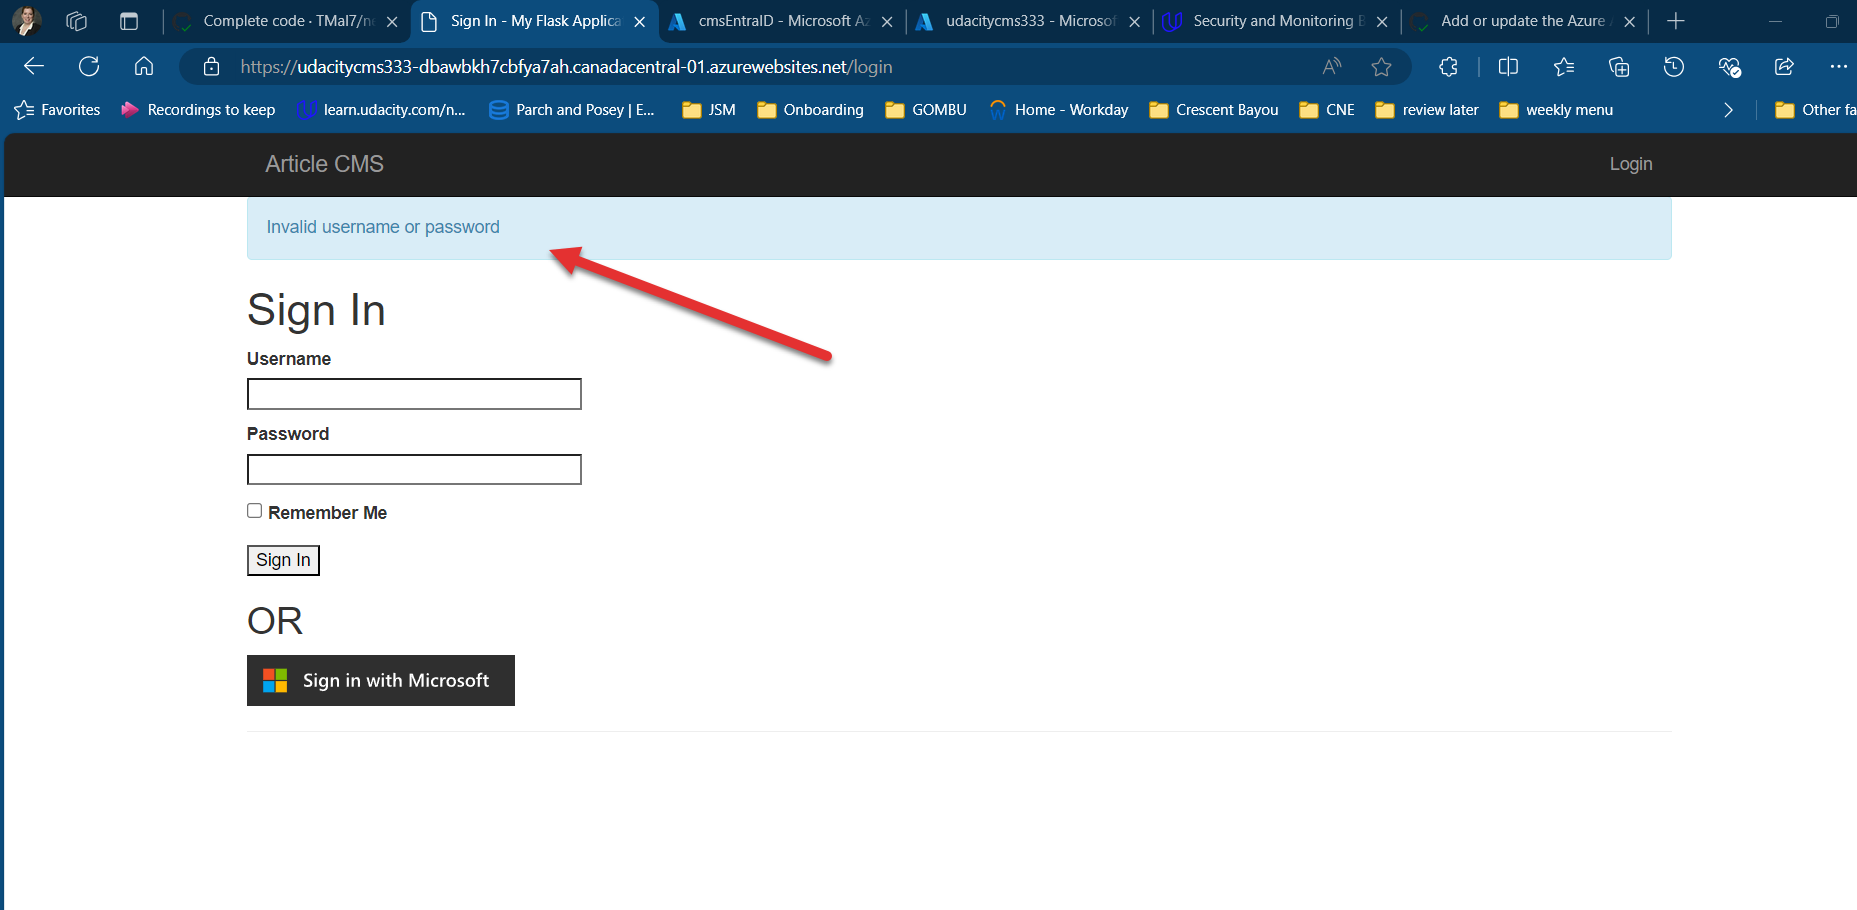 Complete code · TMal7/ne
Sign In - My Flask Applica
cmsEntraID - Microsoft Az
udacitycms333 - Microsof
Security and Monitoring B
Add or update the Azure A
https://udacitycms333-dbawbkh7cbfya7ah.canadacentral-01.azurewebsites.net/login
Favorites
Recordings to keep
learn.udacity.com/n...
Parch and Posey | E...
JSM
Onboarding
GOMBU
Home - Workday
Crescent Bayou
CNE
review later
weekly menu
Other fa
Article CMS
Login
Invalid username or password
Sign In
Username
Password
Remember Me
Sign In
OR
Sign in with Microsoft